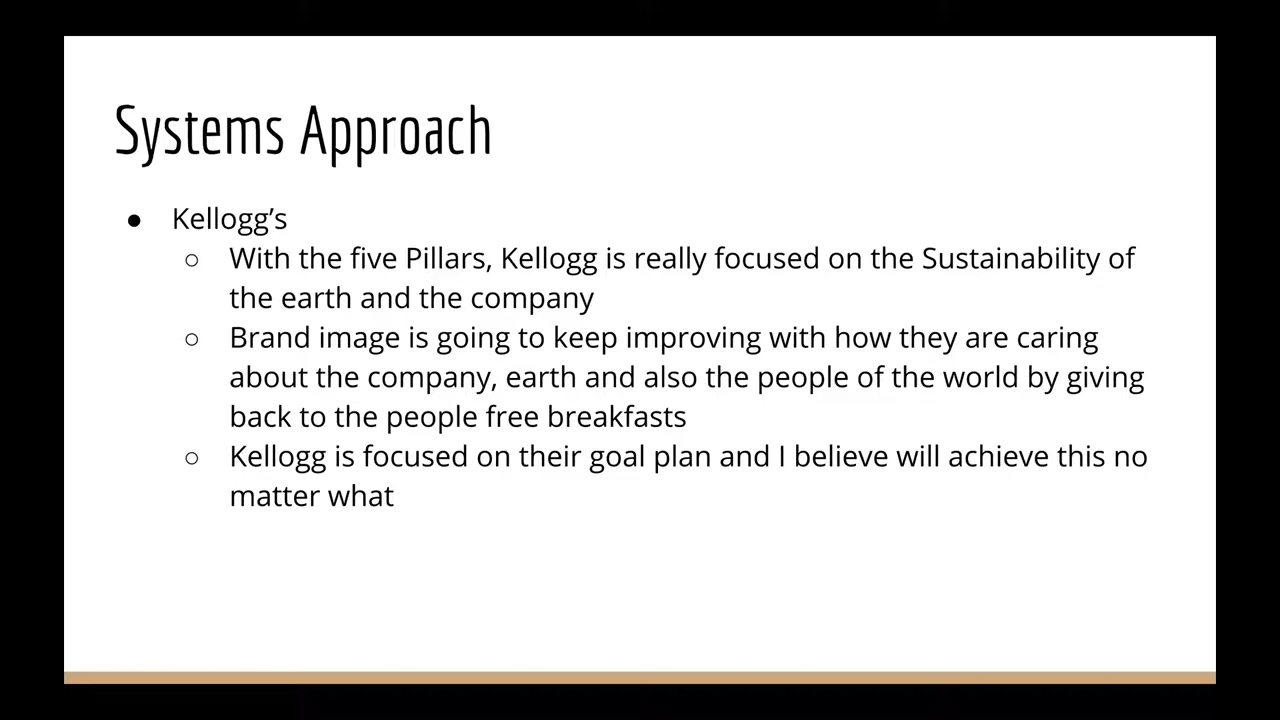 Systems Approach
● Kellogg’s
○ With the five Pillars, Kellogg is really focused on the Sustainability of
the earth and the company
○ Brand image is going to keep improving with how they are caring
about the company, earth and also the people of the world by giving
back to the people free breakfasts
○ Kellogg is focused on their goal plan and I believe will achieve this no
matter what